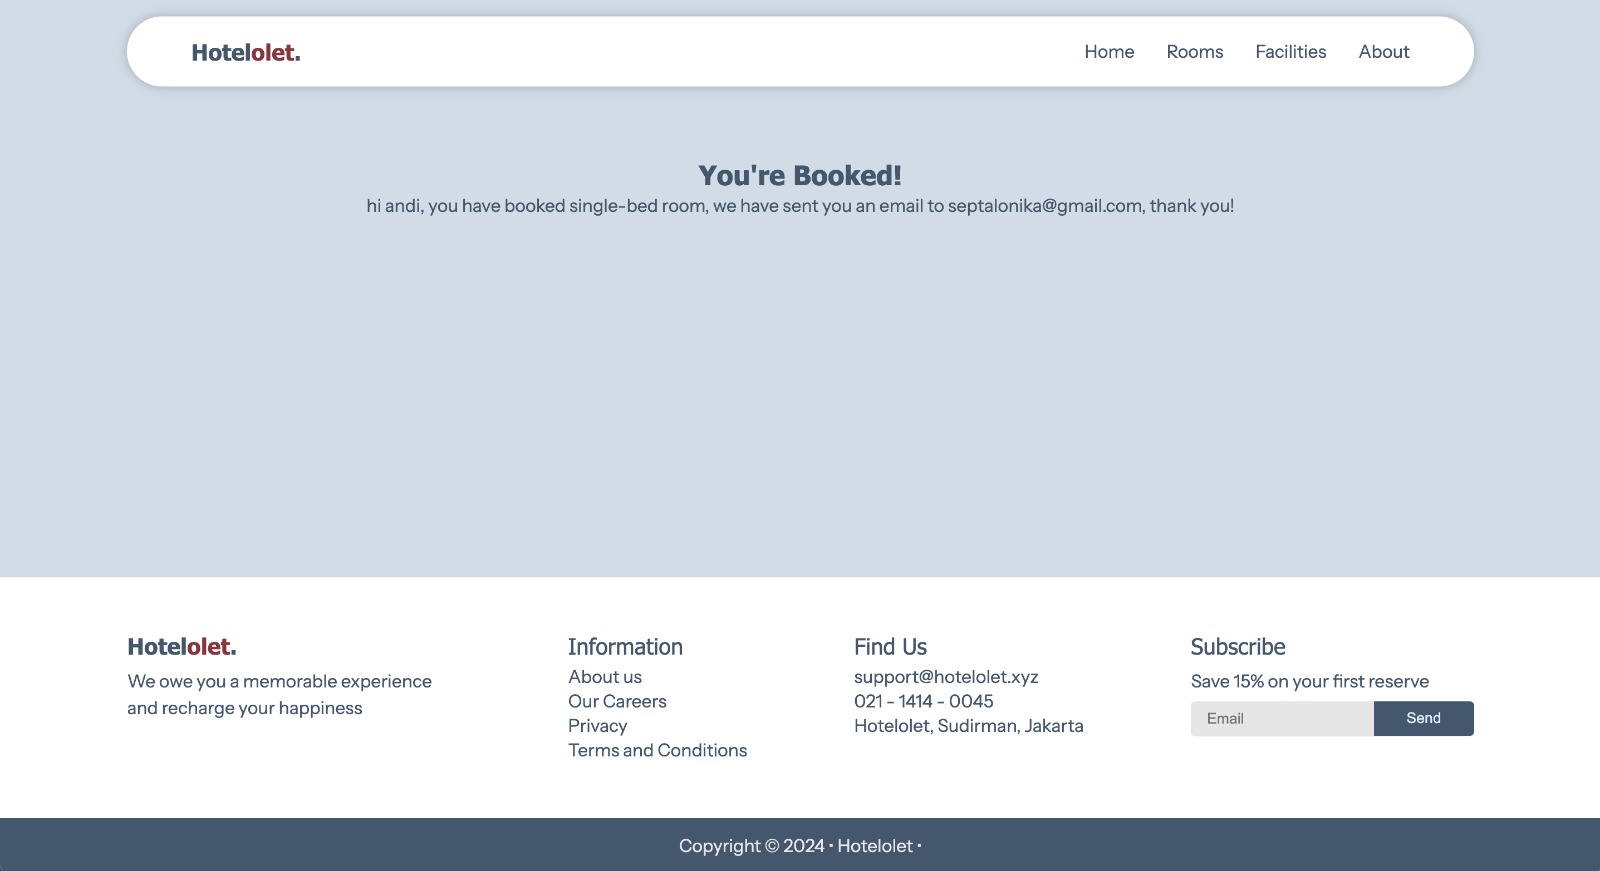 Hotelolet.
Home Rooms Facilities About
You're Booked!
hi andi, you have booked single-bed room, we have sent you an email to septalonika@gmail.com, thank you!
Hotelolet.
We owe you a memorable experience
and recharge your happiness
Information
About us
Our Careers
Privacy
Terms and Conditions
Find Us
support@hotelolet.xyz
021 - 1414 - 0045
Hotelolet, Sudirman, Jakarta
Subscribe
Save 15% on your first reserve
Email Send
Copyright © 2024 • Hotelolet •